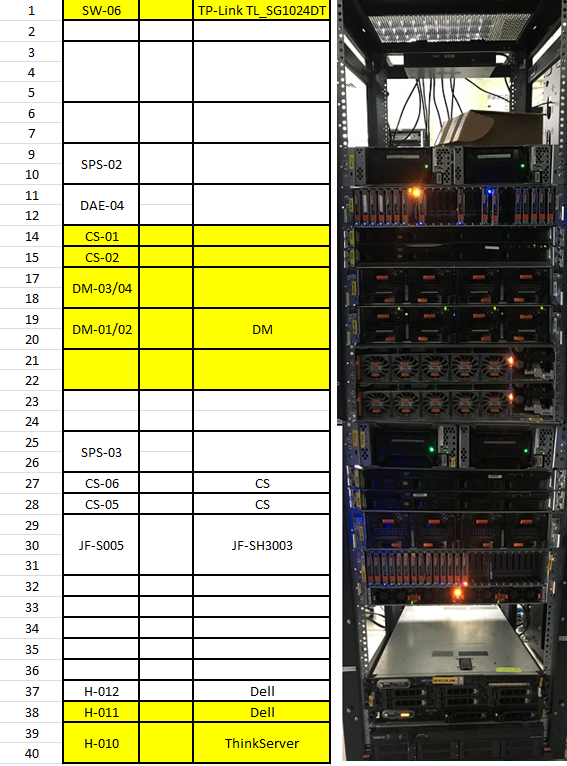 1 SW-06 TP-Link TL_SG1024DT
2
3
4
5
6
7
9
SPS-02
10
11
DAE-04
12
14 CS-01
15 CS-02
17
DM-03/04
18
19
DM-01/02 DM
20
21
22
23
24
25
SPS-03
26
27 CS-06 CS
28 CS-05 CS
29
30 JF-S005 JF-SH3003
31
32
33
34
35
36
37 H-012 Dell
38 H-011 Dell
39
H-010 ThinkServer
40